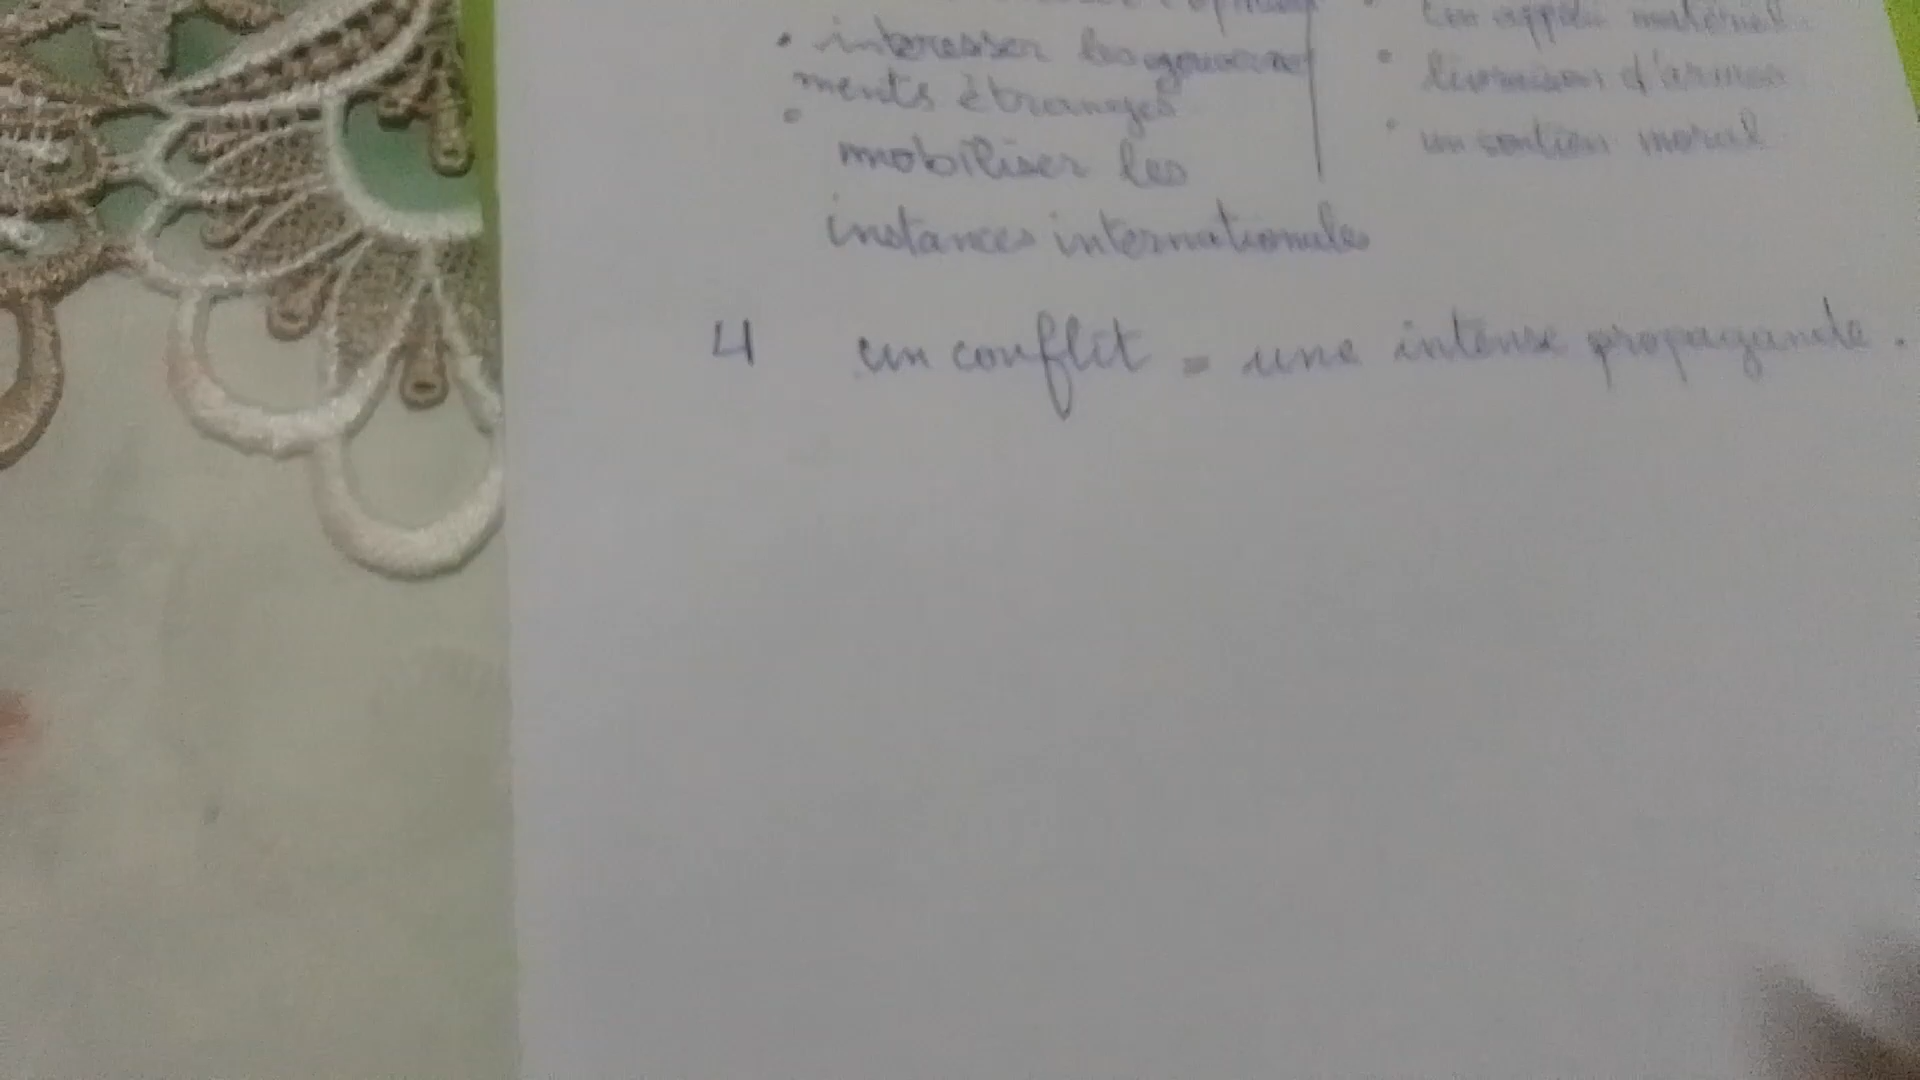 • interesser les gouverne
ments étrangers
• mobiliser les
instances internationales
un appui matériel
• livraison d'armes
• un soutien moral
4 un conflit = une intense propagande.